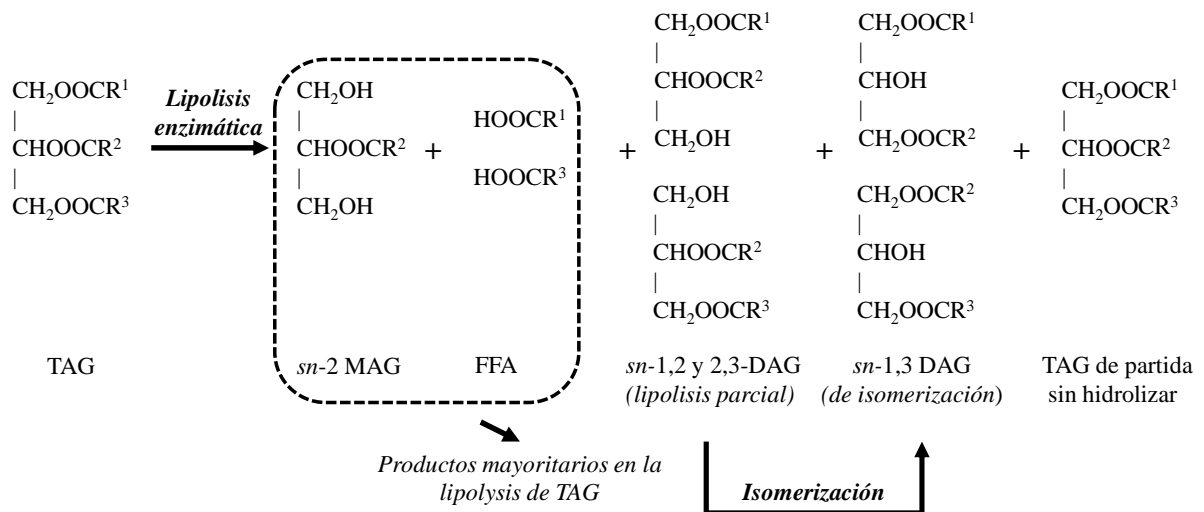 CH₂OOCR¹
|
CHOOCR²
|
CH₂OOCR³
Lipolisis
enzimática
CH₂OH
|
CHOOCR²
|
CH₂OH
+
HOOCR¹
HOOCR³
+
CH₂OOCR¹
|
CHOOCR²
|
CH₂OH
CH₂OH
|
CHOOCR²
|
CH₂OOCR³
+
CH₂OOCR¹
|
CHOH
|
CH₂OOCR²
CH₂OOCR²
|
CHOH
|
CH₂OOCR³
+
CH₂OOCR¹
|
CHOOCR²
|
CH₂OOCR³
TAG
sn-2 MAG
FFA
sn-1,2 y 2,3-DAG
(lipolisis parcial)
sn-1,3 DAG
(de isomerización)
TAG de partida
sin hidrolizar
Productos mayoritarios en la
lipolysis de TAG
Isomerización